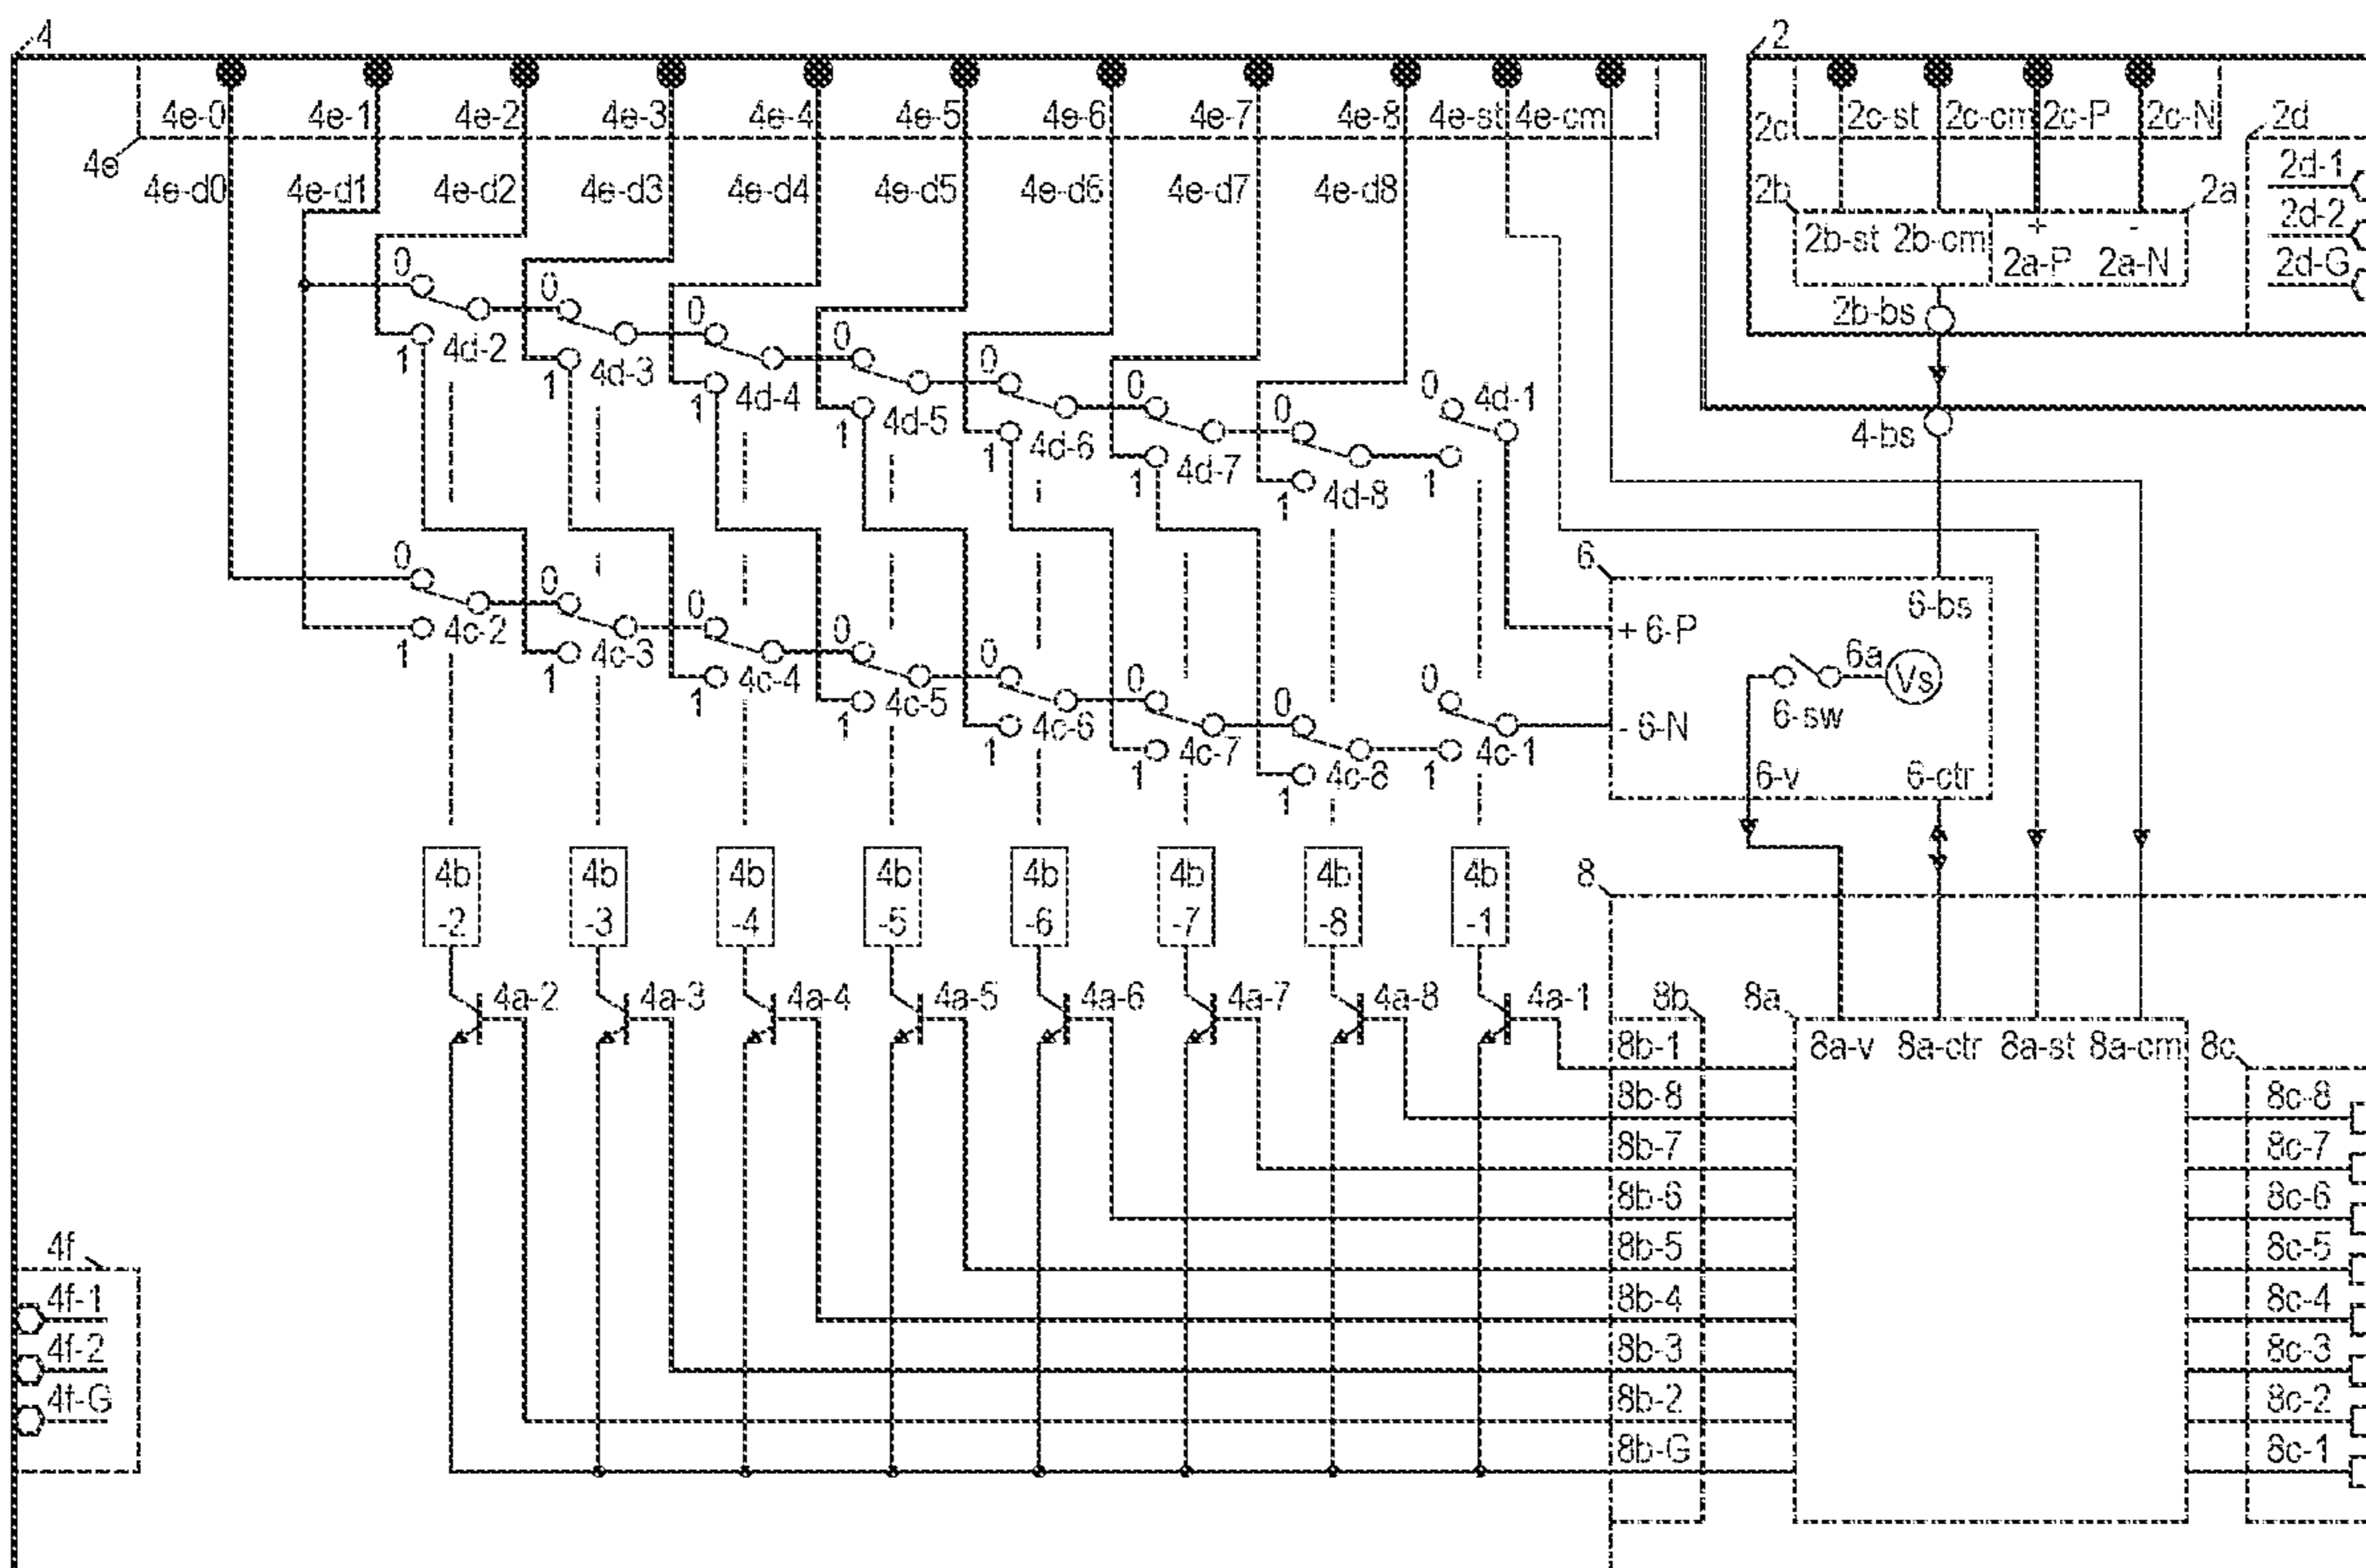 4 2
4e-0 4e-1 4e-2 4e-3 4e-4 4e-5 4e-6 4e-7 4e-8 4e-st 4e-cm 2c 2c-st 2c-cm 2c-P 2c-N 2d
4e 4e-d0 4e-d1 4e-d2 4e-d3 4e-d4 4e-d5 4e-d6 4e-d7 4e-d8 2b 2a 2d-1
2b-st 2b-cm + - 2d-2
2a-P 2a-N 2d-G
2b-bs
0 0 0 0 0 0 0 0
1 4d-2 1 4d-3 1 4d-4 1 4d-5 1 4d-6 1 4d-7 1 4d-8 1 4d-1
4-bs
0 0 0 0 0 0 0 0
1 4c-2 1 4c-3 1 4c-4 1 4c-5 1 4c-6 1 4c-7 1 4c-8 1 4c-1
6
6-bs
+ 6-P
6a Vs
6-sw
- 6-N
6-v 6-ctr
4b 4b 4b 4b 4b 4b 4b 4b 8
-2 -3 -4 -5 -6 -7 -8 -1
4a-2 4a-3 4a-4 4a-5 4a-6 4a-7 4a-8 4a-1 8b 8a
8b-1 8a-v 8a-ctr 8a-st 8a-cm 8c
8b-8 8c-8
8b-7 8c-7
8b-6 8c-6
4f 8b-5 8c-5
4f-1 8b-4 8c-4
4f-2 8b-3 8c-3
4f-G 8b-2 8c-2
8b-G 8c-1